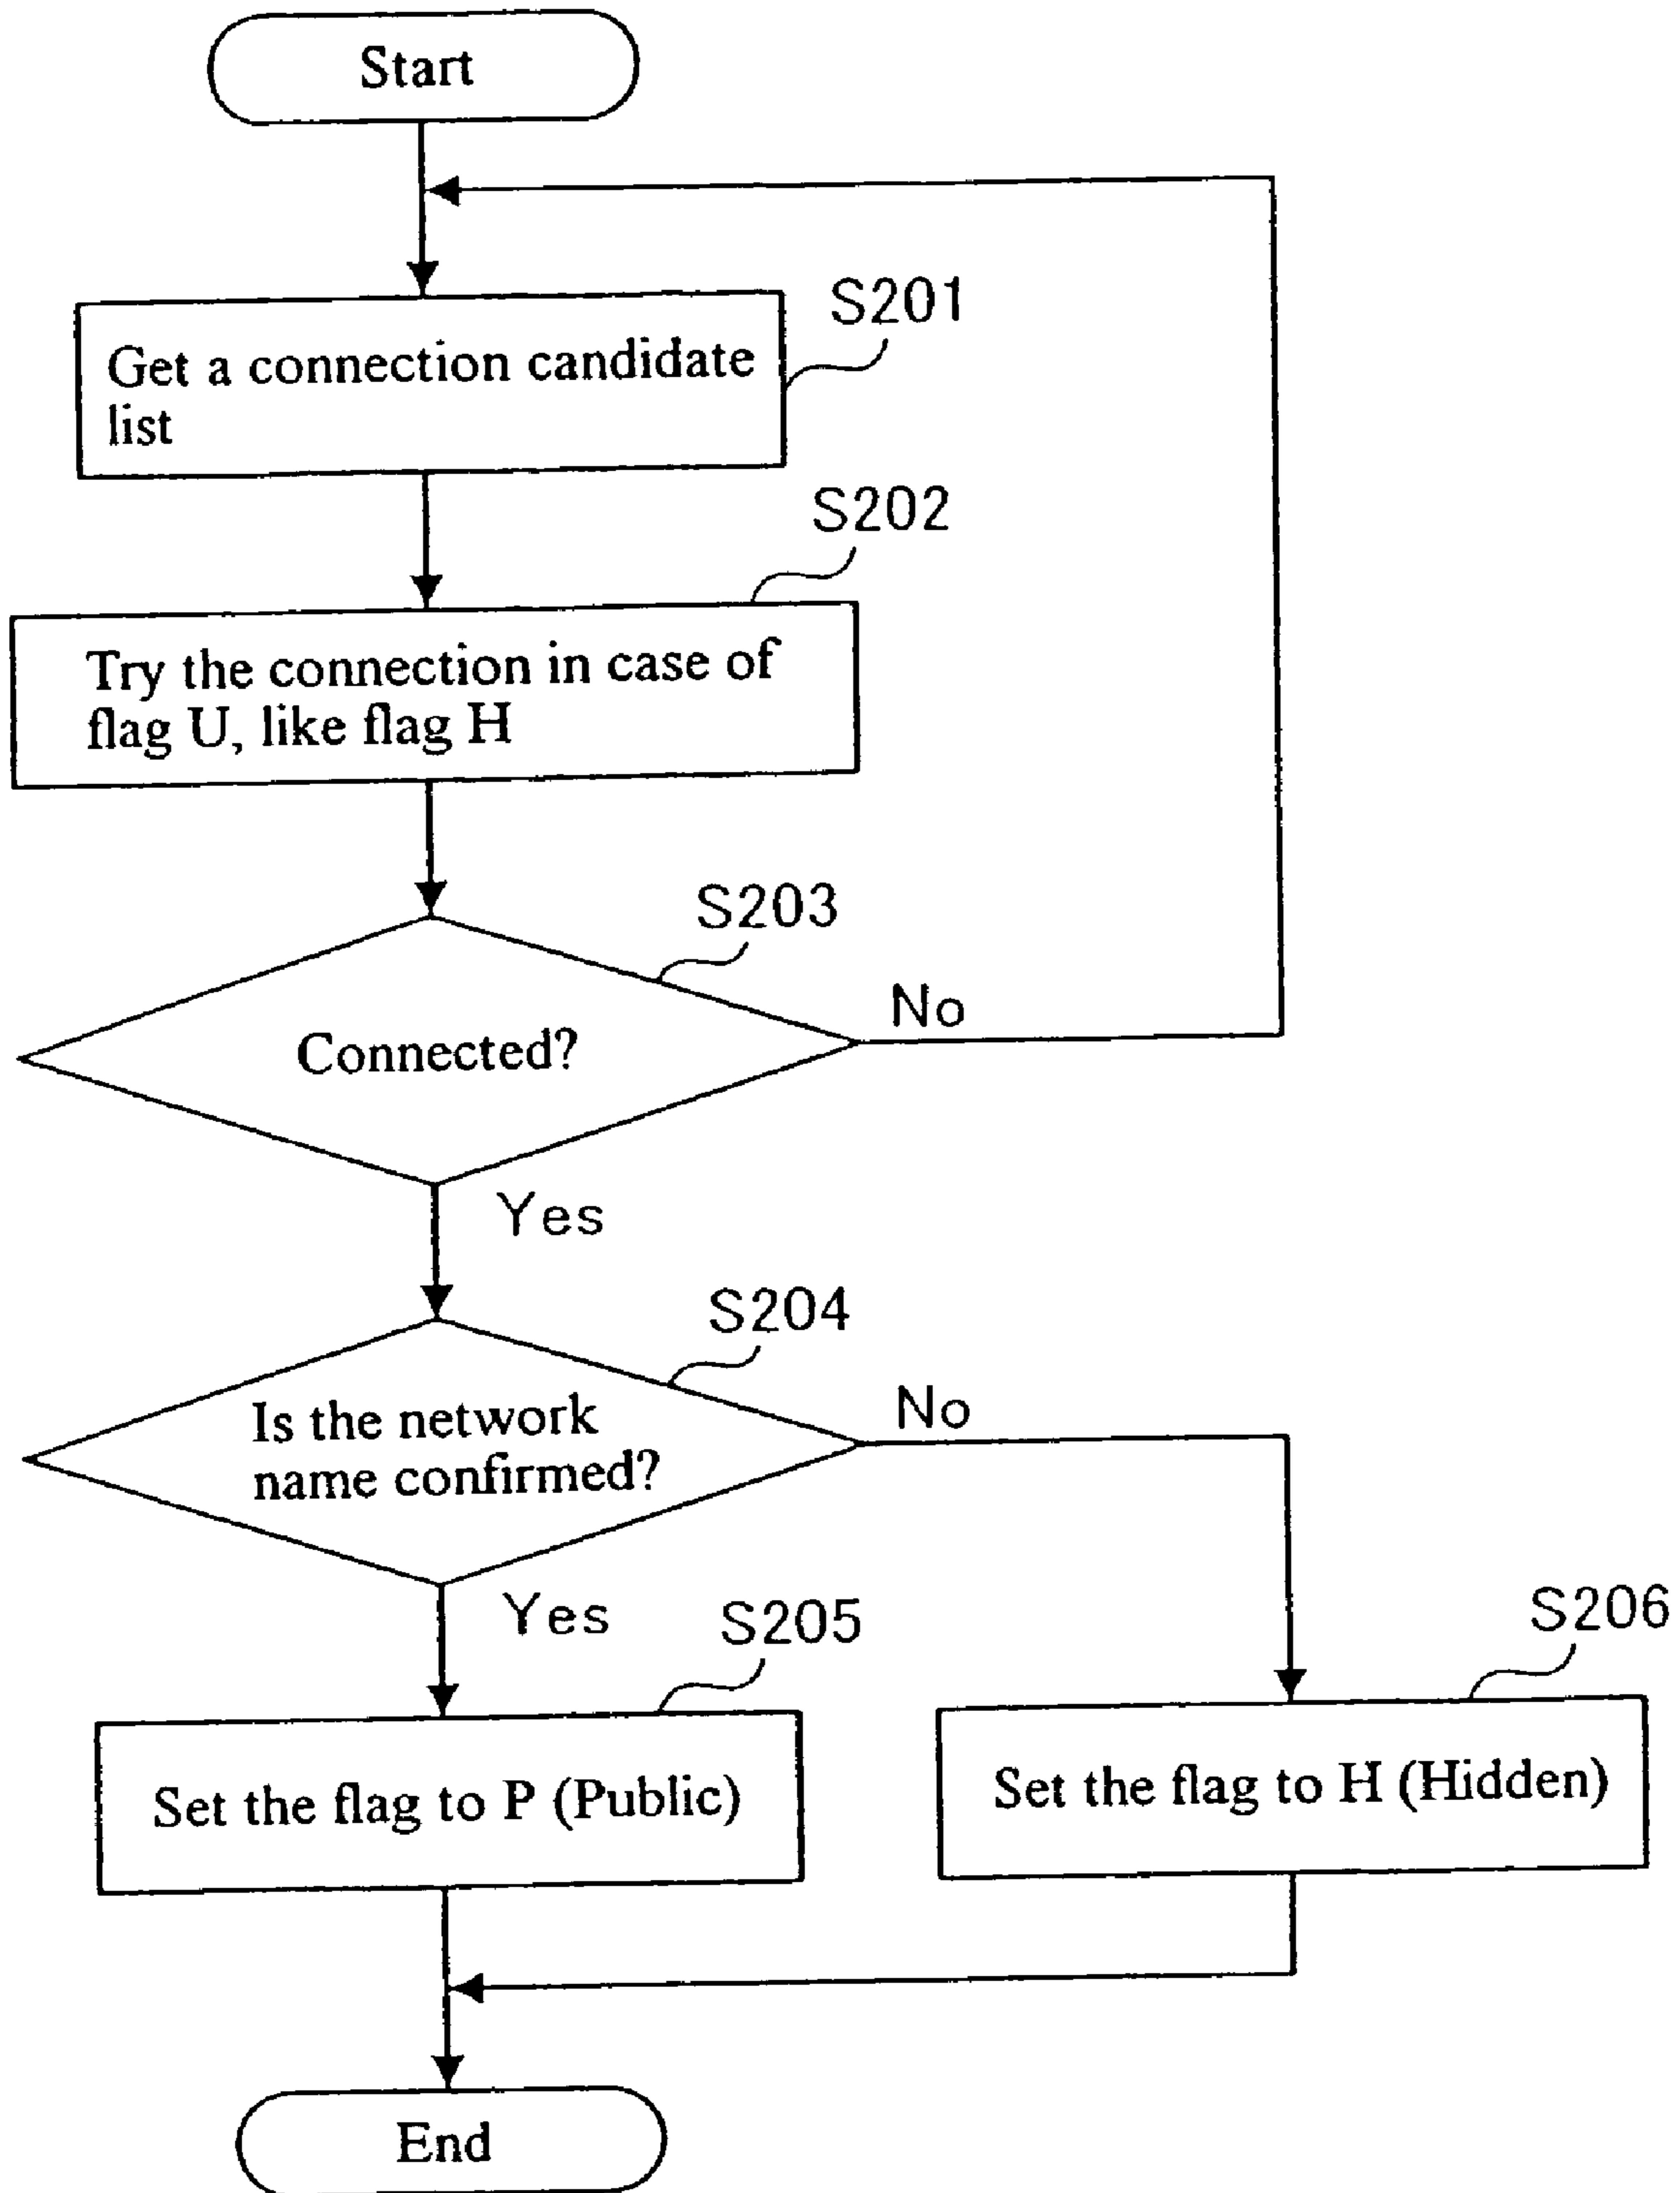 Start
S201
Get a connection candidate
list
S202
Try the connection in case of
flag U, like flag H
S203
Connected?
No
Yes
S204
Is the network
name confirmed?
No
Yes
S205
S206
Set the flag to P (Public)
Set the flag to H (Hidden)
End